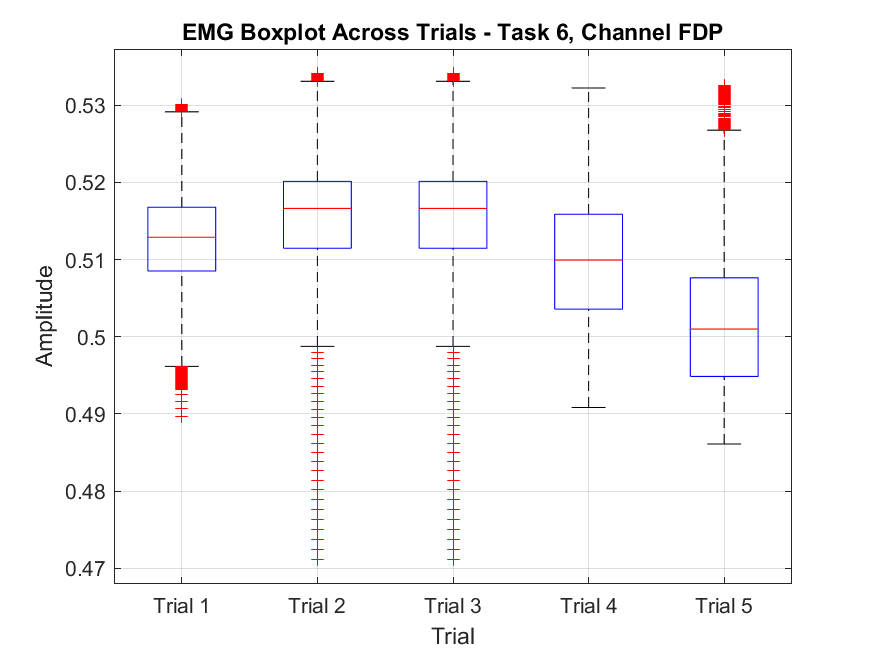 EMG Boxplot Across Trials - Task 6, Channel FDP
Amplitude
0.53
0.52
0.51
0.5
0.49
0.48
0.47
Trial 1 Trial 2 Trial 3 Trial 4 Trial 5
Trial